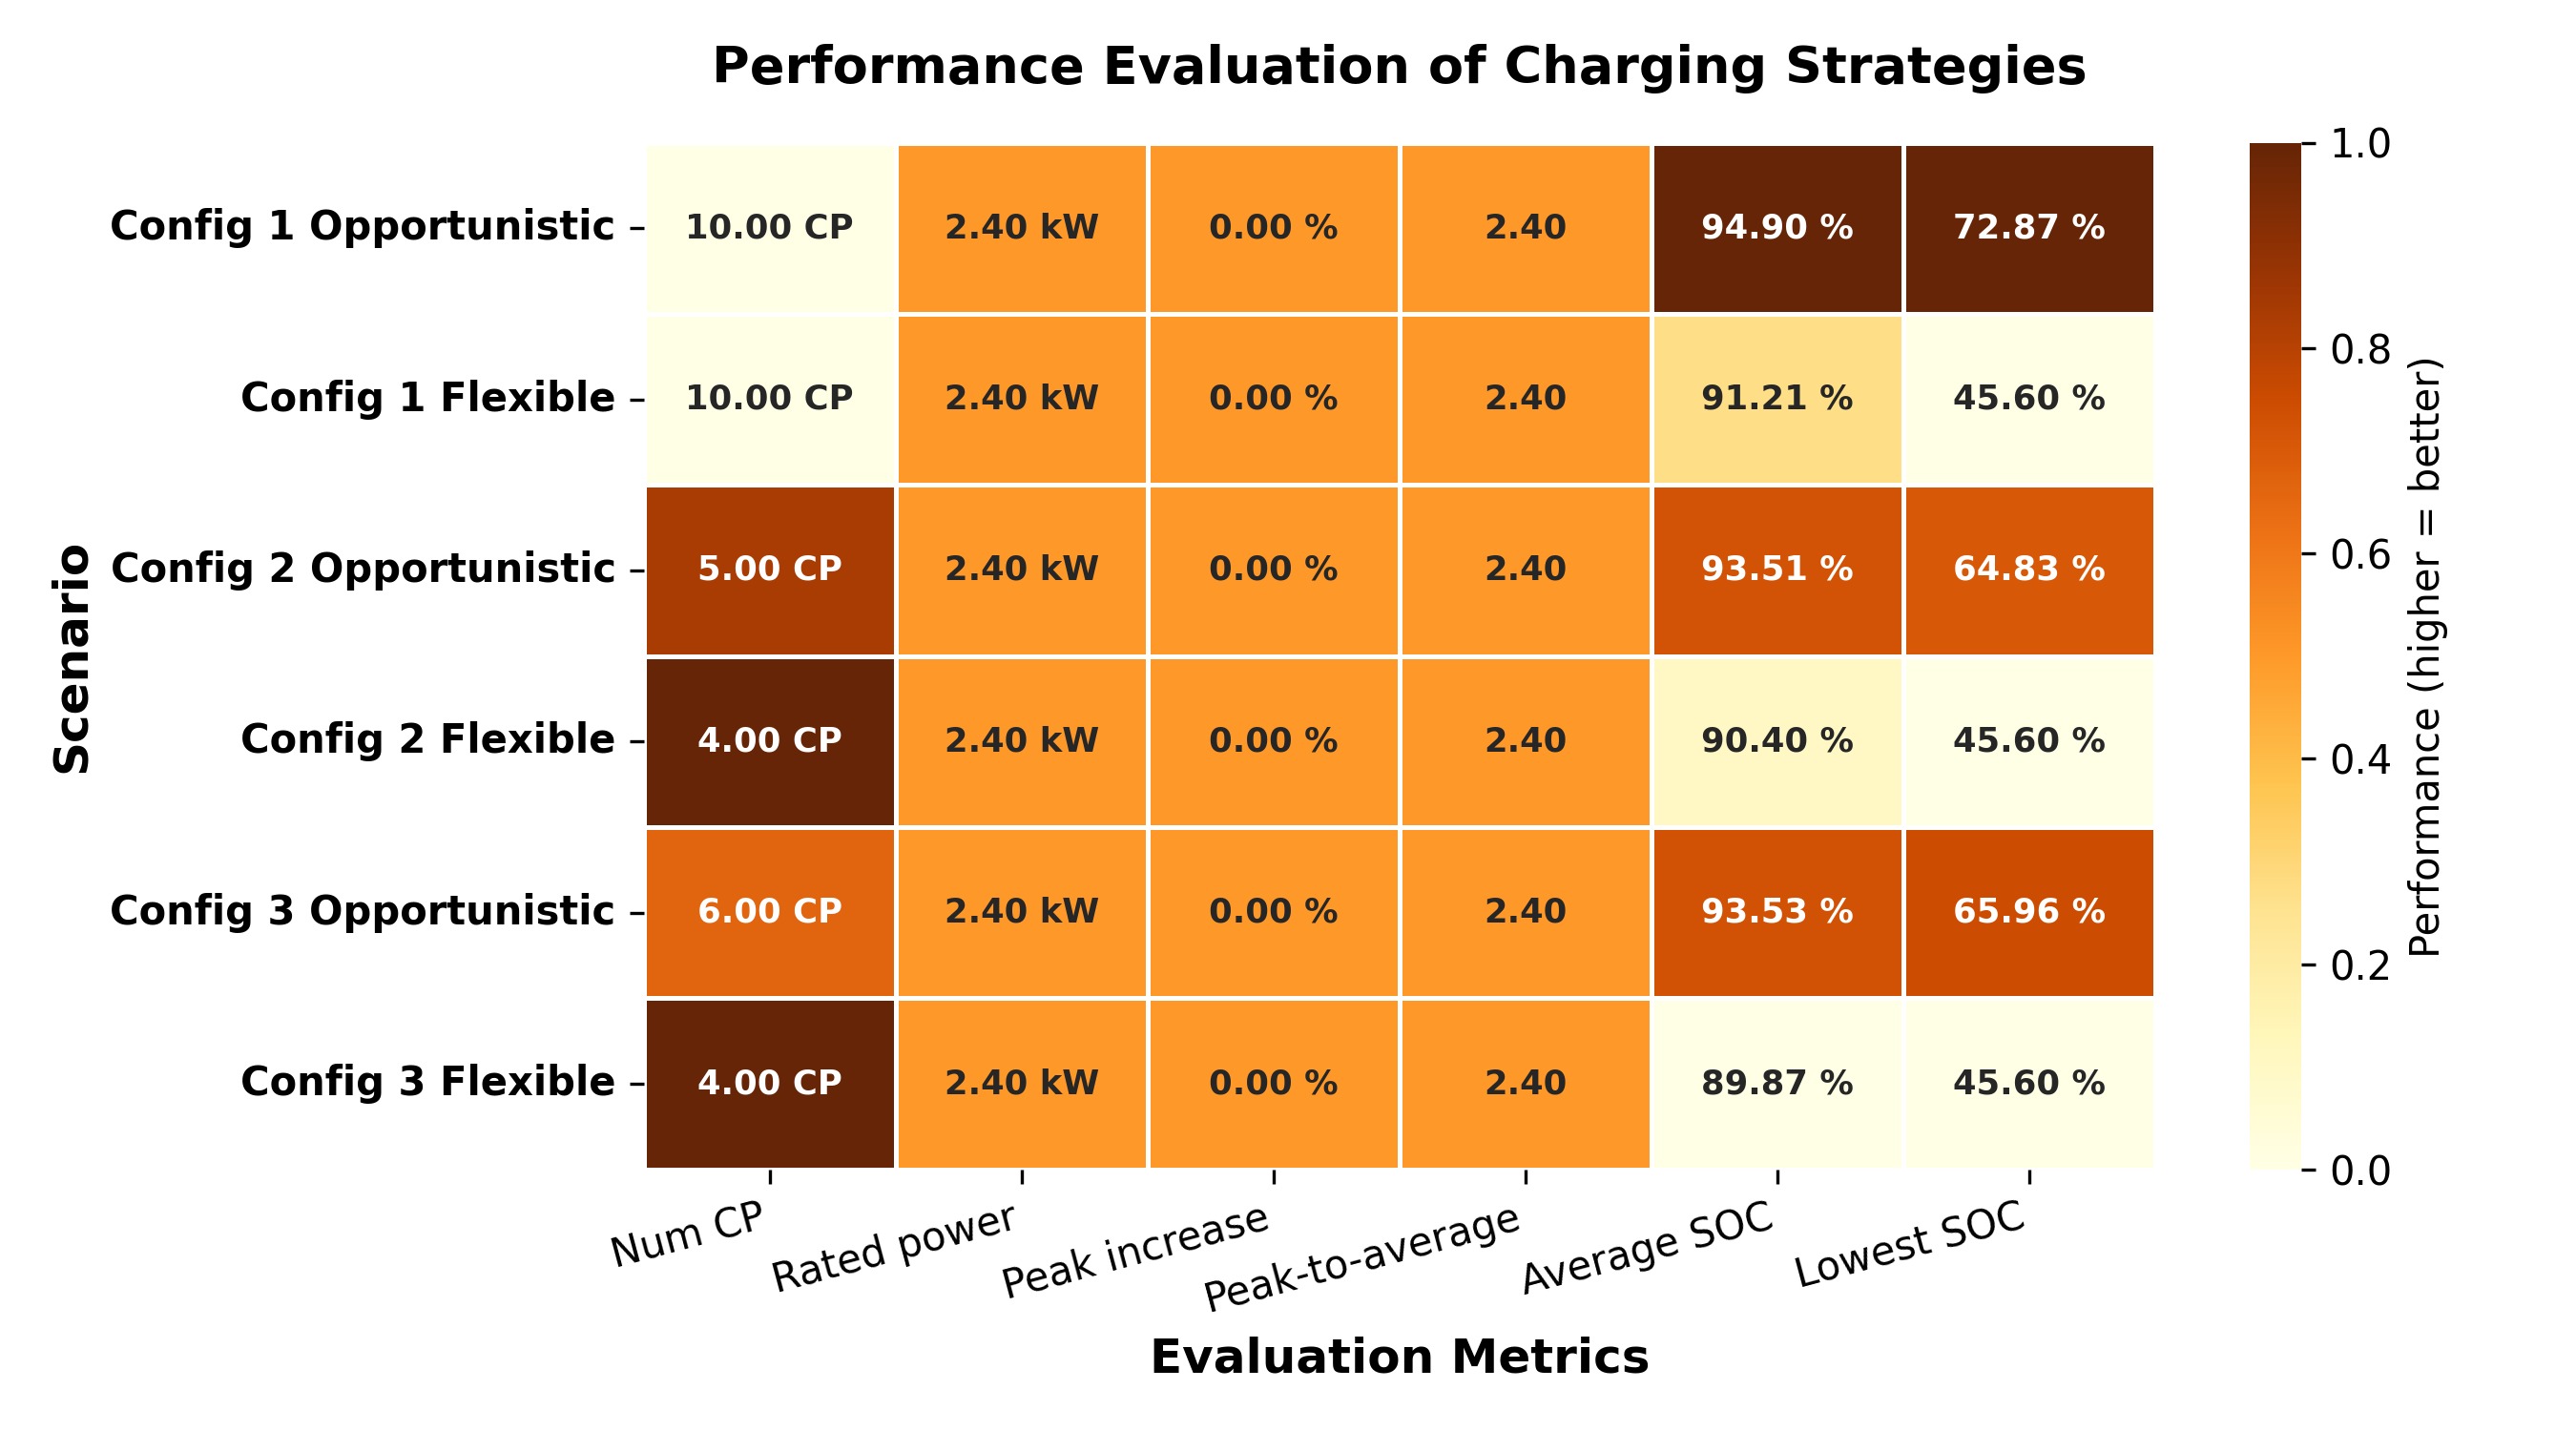 Performance Evaluation of Charging Strategies
Config 1 Opportunistic 10.00 CP 2.40 kW 0.00 % 2.40 94.90 % 72.87 %
Config 1 Flexible 10.00 CP 2.40 kW 0.00 % 2.40 91.21 % 45.60 %
Config 2 Opportunistic 5.00 CP 2.40 kW 0.00 % 2.40 93.51 % 64.83 %
Config 2 Flexible 4.00 CP 2.40 kW 0.00 % 2.40 90.40 % 45.60 %
Config 3 Opportunistic 6.00 CP 2.40 kW 0.00 % 2.40 93.53 % 65.96 %
Config 3 Flexible 4.00 CP 2.40 kW 0.00 % 2.40 89.87 % 45.60 %
Scenario
Num CP Rated power Peak increase Peak-to-average Average SOC Lowest SOC
Evaluation Metrics
1.0
0.8
0.6
0.4
0.2
0.0
Performance (higher = better)